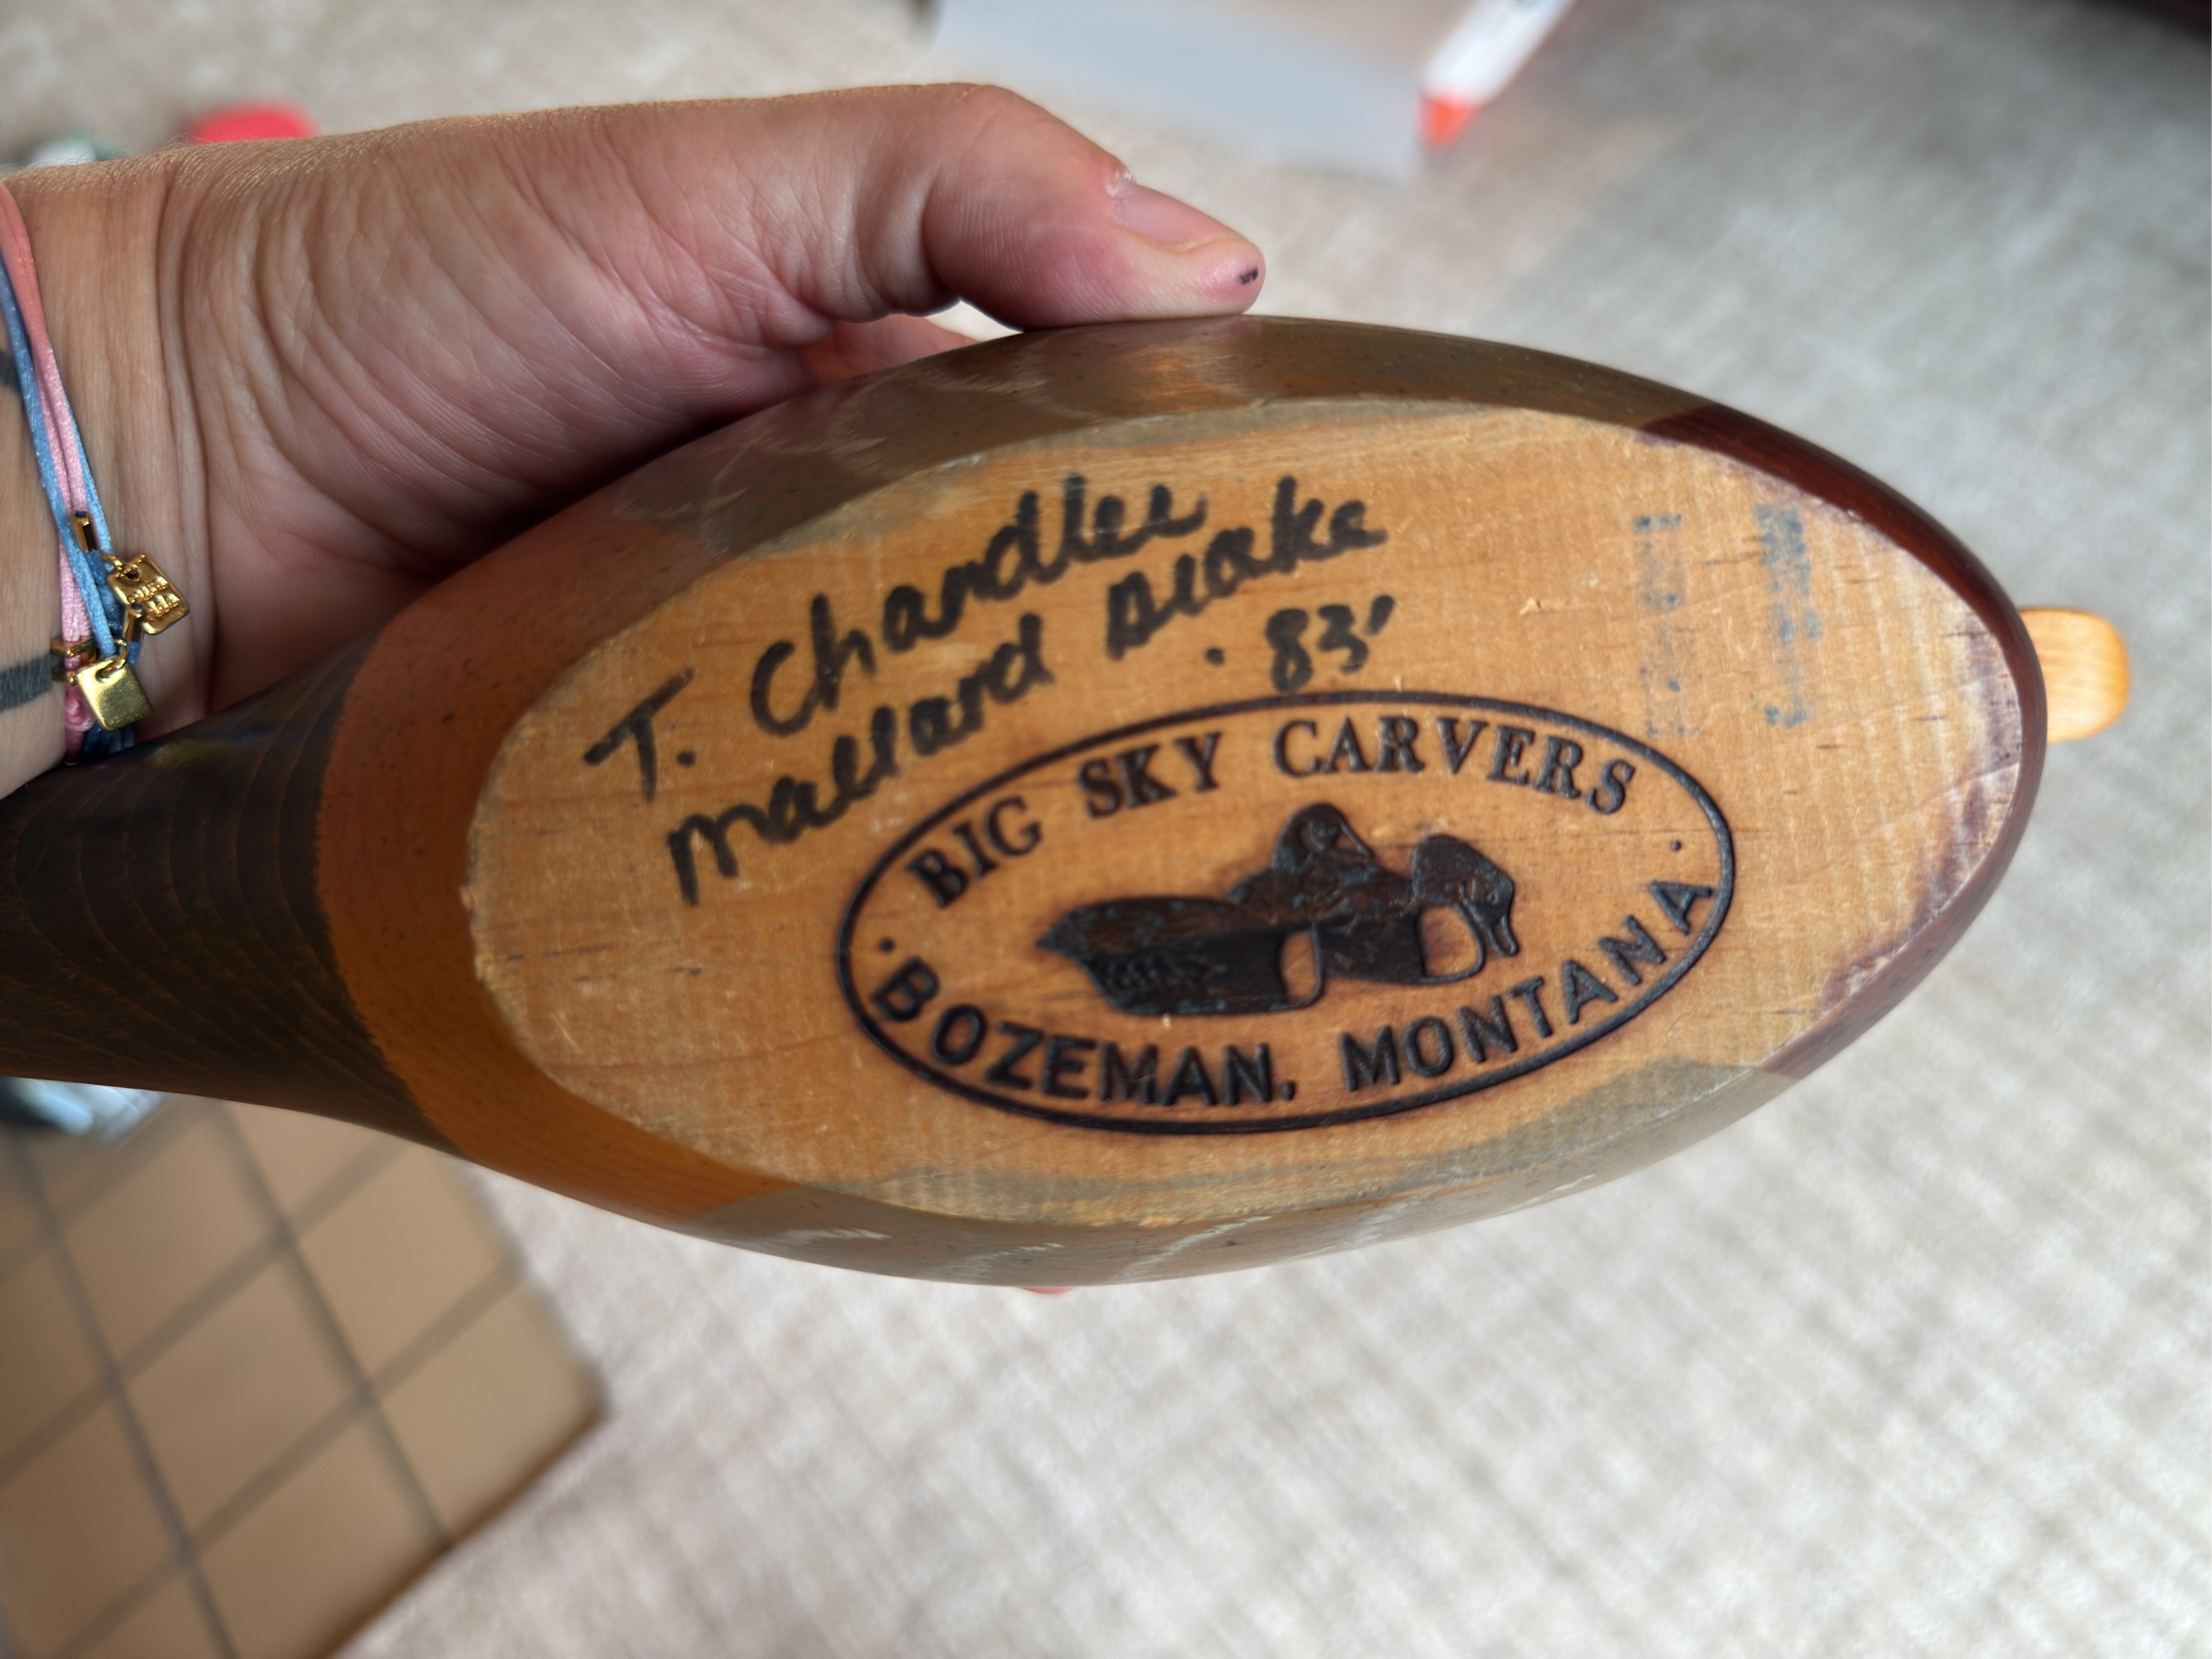 T. Chandler
mallard Drake
. 83'
BIG SKY CARVERS
BOZEMAN, MONTANA